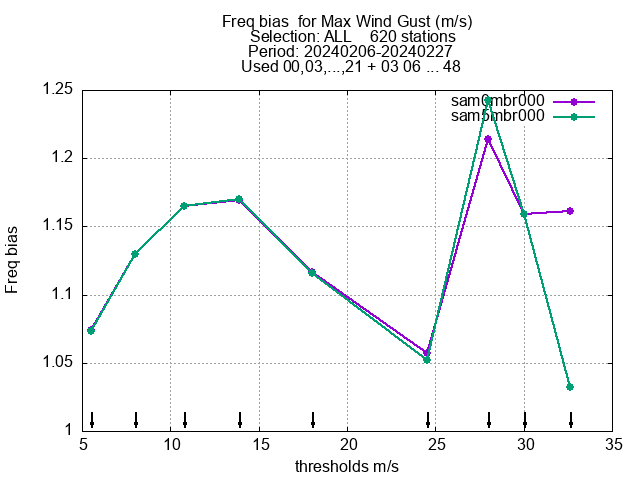 Freq bias  for Max Wind Gust (m/s)
Selection: ALL    620 stations
Period: 20240206-20240227
Used 00,03,...,21 + 03 06 ... 48
sam0mbr000
sam5mbr000
1.25
1.2
1.15
1.1
1.05
1
Freq bias
5 10 15 20 25 30 35
thresholds m/s